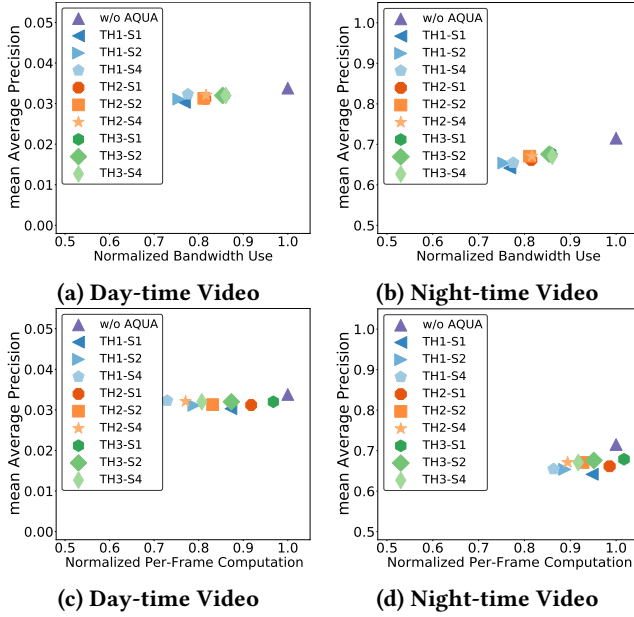 mean Average Precision
0.05
0.04
0.03
0.02
0.01
0.00
w/o AQUA
TH1-S1
TH1-S2
TH1-S4
TH2-S1
TH2-S2
TH2-S4
TH3-S1
TH3-S2
TH3-S4
0.5 0.6 0.7 0.8 0.9 1.0
Normalized Bandwidth Use
(a) Day-time Video
mean Average Precision
1.0
0.9
0.8
0.7
0.6
0.5
w/o AQUA
TH1-S1
TH1-S2
TH1-S4
TH2-S1
TH2-S2
TH2-S4
TH3-S1
TH3-S2
TH3-S4
0.5 0.6 0.7 0.8 0.9 1.0
Normalized Bandwidth Use
(b) Night-time Video
mean Average Precision
0.05
0.04
0.03
0.02
0.01
0.00
w/o AQUA
TH1-S1
TH1-S2
TH1-S4
TH2-S1
TH2-S2
TH2-S4
TH3-S1
TH3-S2
TH3-S4
0.5 0.6 0.7 0.8 0.9 1.0
Normalized Per-Frame Computation
(c) Day-time Video
mean Average Precision
1.0
0.9
0.8
0.7
0.6
0.5
w/o AQUA
TH1-S1
TH1-S2
TH1-S4
TH2-S1
TH2-S2
TH2-S4
TH3-S1
TH3-S2
TH3-S4
0.5 0.6 0.7 0.8 0.9 1.0
Normalized Per-Frame Computation
(d) Night-time Video